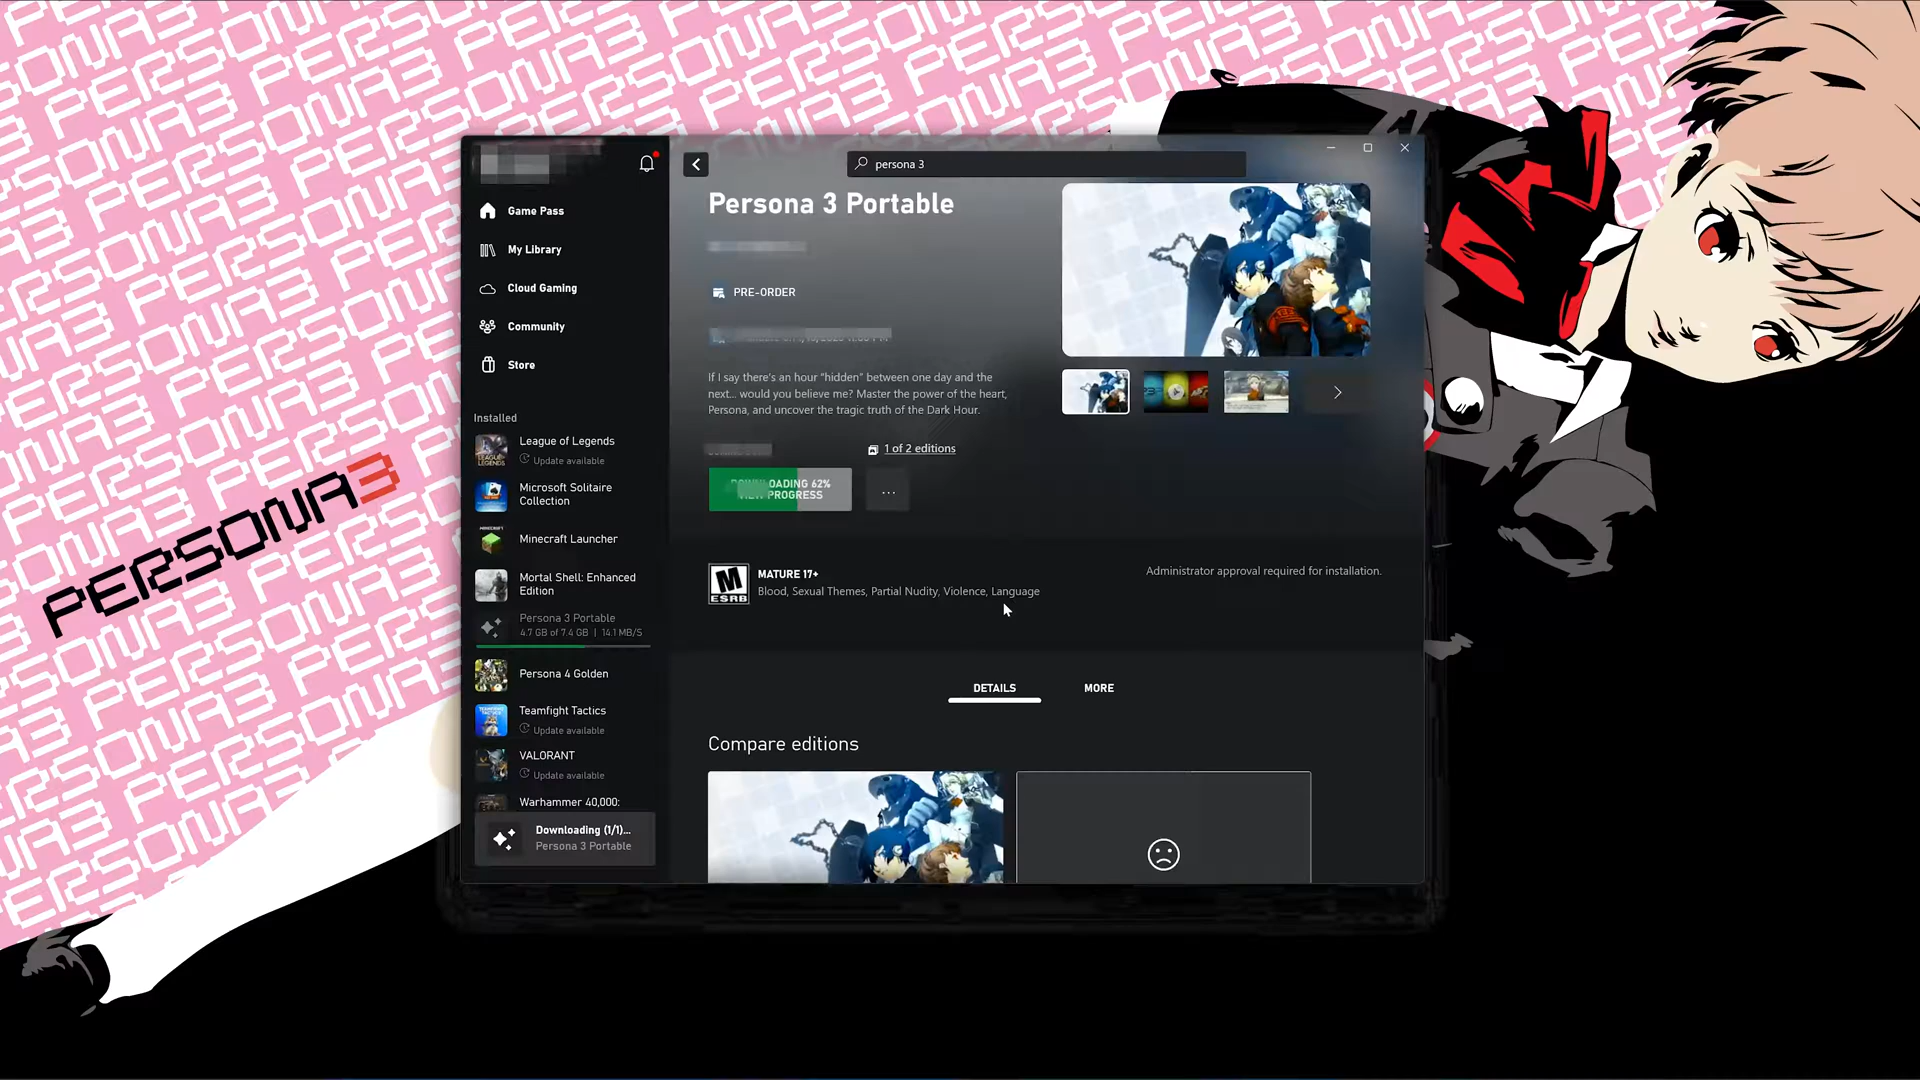 PERSONA3
persona 3
Game Pass
My Library
Cloud Gaming
Community
Store
Installed
League of Legends
Update available
Microsoft Solitaire
Collection
Minecraft Launcher
Mortal Shell: Enhanced
Edition
Persona 3 Portable
4.7 GB of 7.4 GB | 14.1 MB/S
Persona 4 Golden
Teamfight Tactics
Update available
VALORANT
Update available
Warhammer 40,000:
Downloading (1/1)...
Persona 3 Portable
Persona 3 Portable
PRE-ORDER
If I say there's an hour “hidden” between one day and the
next... would you believe me? Master the power of the heart,
Persona, and uncover the tragic truth of the Dark Hour.
1 of 2 editions
DOWNLOADING 62%
VIEW PROGRESS
...
M
ESRB
MATURE 17+
Blood, Sexual Themes, Partial Nudity, Violence, Language
Administrator approval required for installation.
DETAILS
MORE
Compare editions